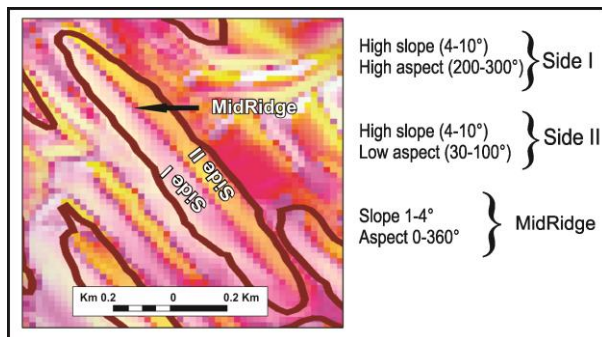 MidRidge
Side II
Side I
Km 0.2 0 0.2 Km
High slope (4-10°)
High aspect (200-300°)
Side I
High slope (4-10°)
Low aspect (30-100°)
Side II
Slope 1-4°
Aspect 0-360°
MidRidge